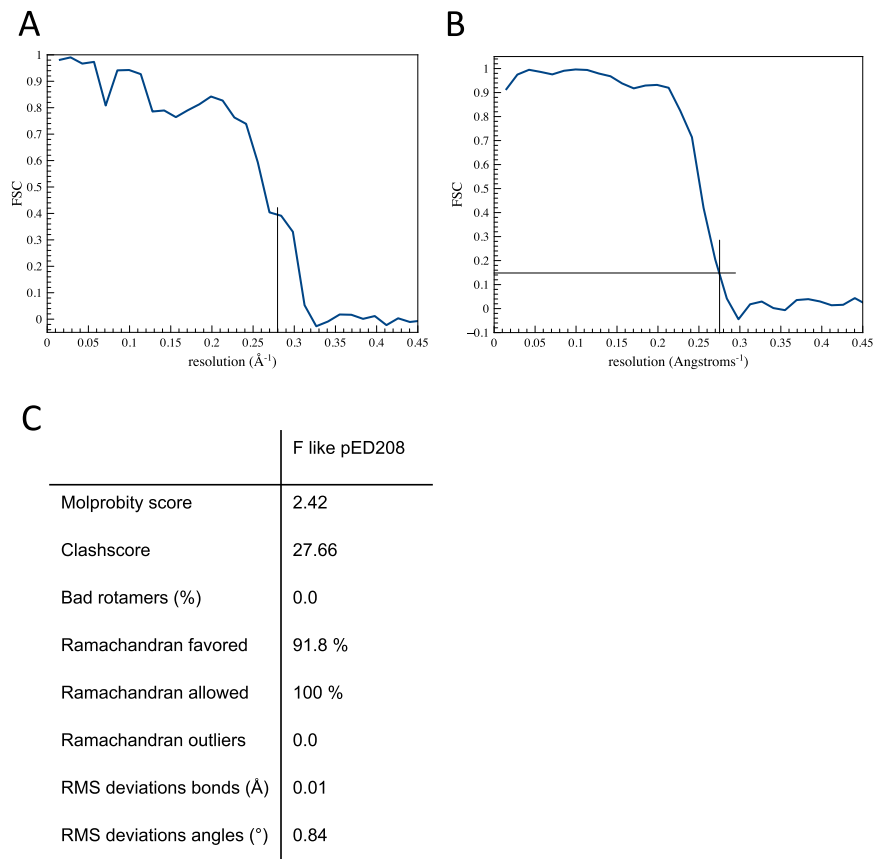 A
1
0.9
0.8
0.7
0.6
0.5
0.4
0.3
0.2
0.1
0
FSC
0 0.05 0.1 0.15 0.2 0.25 0.3 0.35 0.4 0.45
resolution (Å-1)
B
1
0.9
0.8
0.7
0.6
0.5
0.4
0.3
0.2
0.1
0
−0.1
FSC
0 0.05 0.1 0.15 0.2 0.25 0.3 0.35 0.4 0.45
resolution (Angstroms-1)
C
F like pED208
Molprobity score 2.42
Clashscore 27.66
Bad rotamers (%) 0.0
Ramachandran favored 91.8 %
Ramachandran allowed 100 %
Ramachandran outliers 0.0
RMS deviations bonds (Å) 0.01
RMS deviations angles (°) 0.84